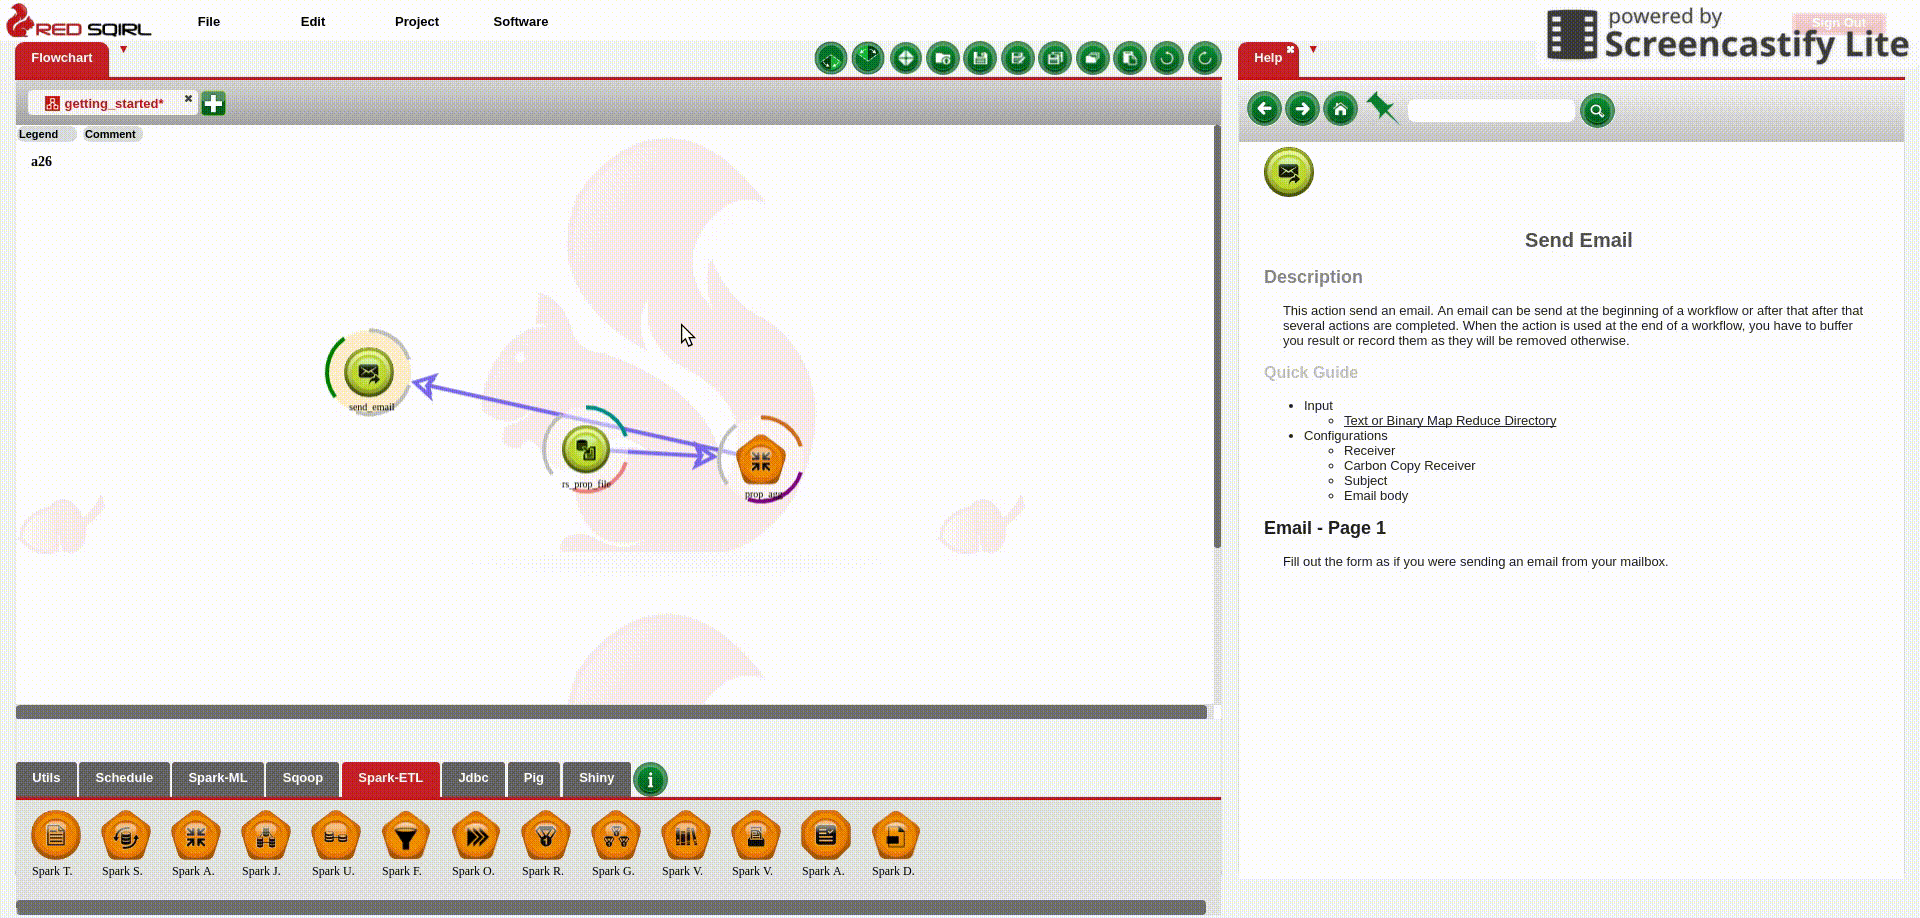 RED SQIRL
File
Edit
Project
Software
powered by
Screencastify Lite
Sign Out
Flowchart
Help
getting_started*
Legend
Comment
a26
send_email
rs_prop_file
prop_agg
Send Email
Description
This action send an email. An email can be send at the beginning of a workflow or after that after that
several actions are completed. When the action is used at the end of a workflow, you have to buffer
you result or record them as they will be removed otherwise.
Quick Guide
Input
Text or Binary Map Reduce Directory
Configurations
Receiver
Carbon Copy Receiver
Subject
Email body
Email - Page 1
Fill out the form as if you were sending an email from your mailbox.
Utils
Schedule
Spark-ML
Sqoop
Spark-ETL
Jdbc
Pig
Shiny
Spark T.
Spark S.
Spark A.
Spark J.
Spark U.
Spark F.
Spark O.
Spark R.
Spark G.
Spark V.
Spark V.
Spark A.
Spark D.